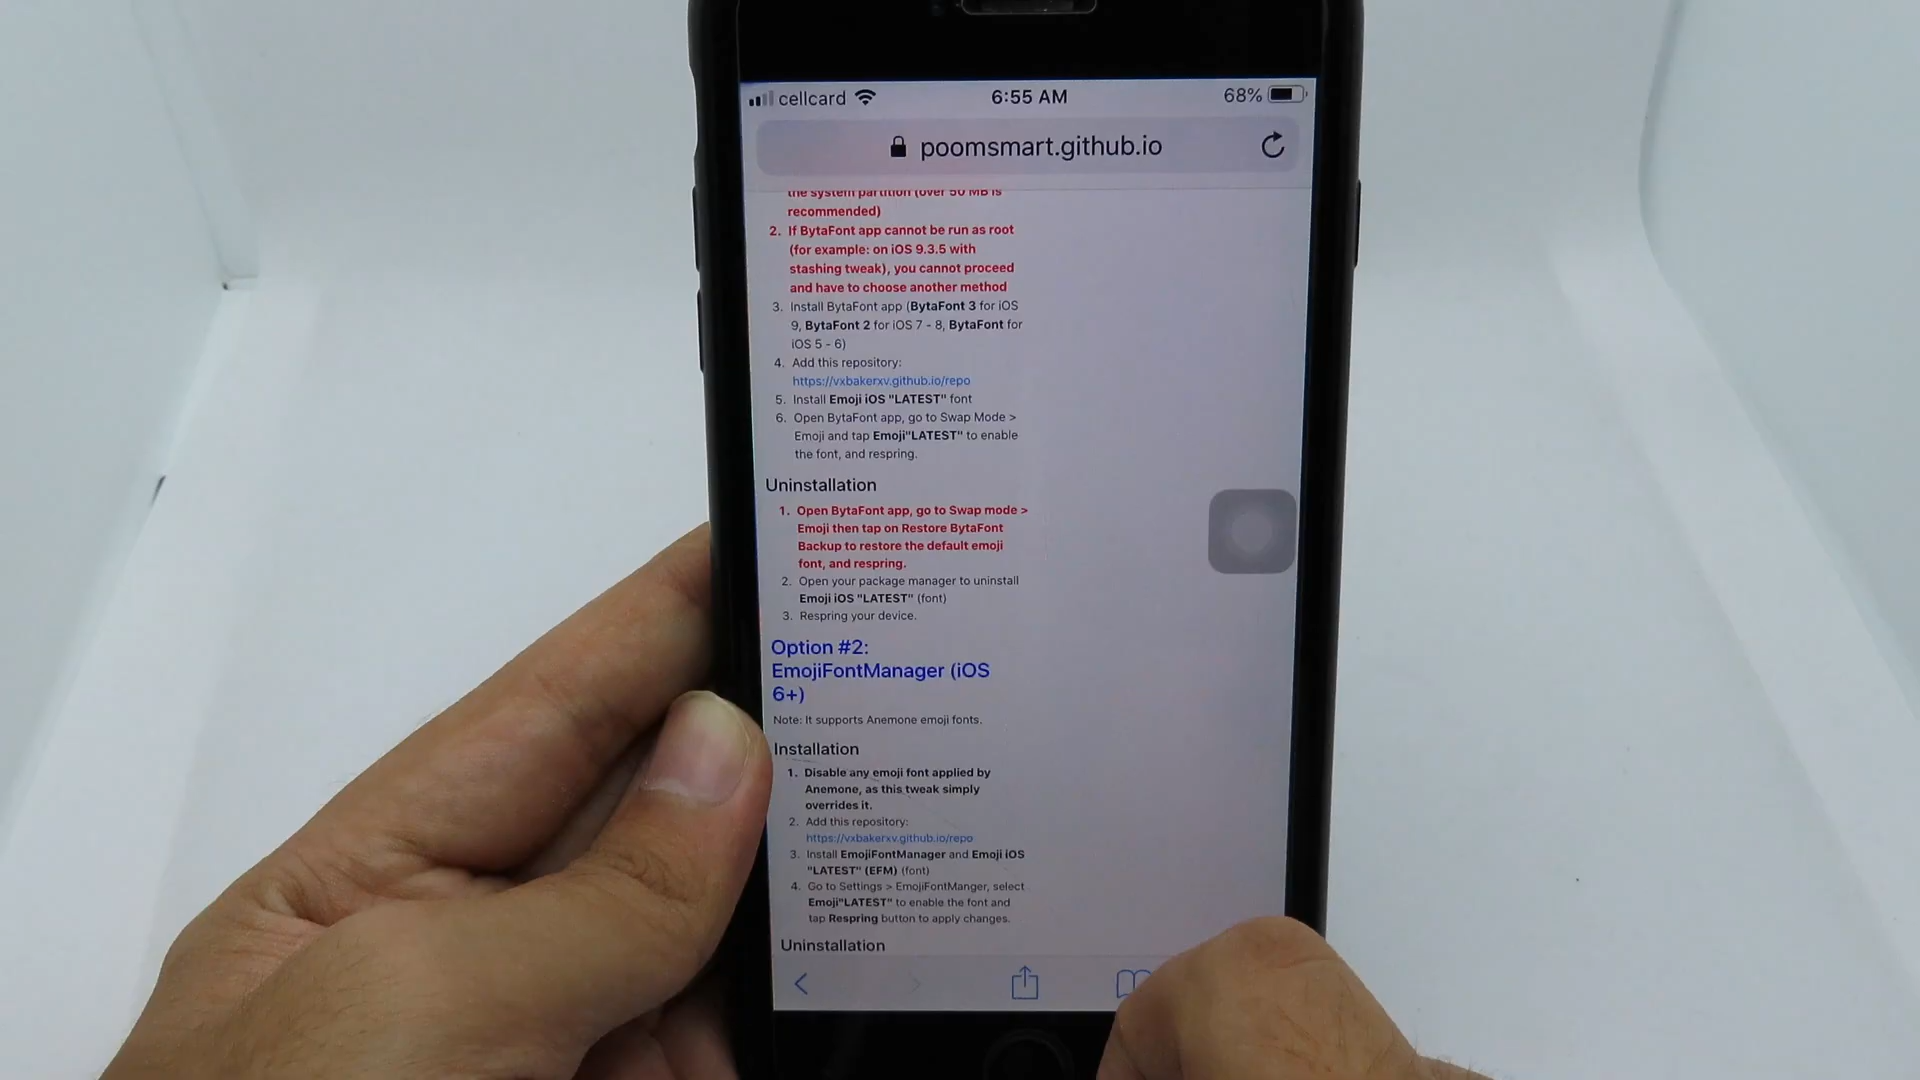 cellcard 6:55 AM 68%
poomsmart.github.io
the system partition (over 50 MB is
recommended)
2. If BytaFont app cannot be run as root
(for example: on iOS 9.3.5 with
stashing tweak), you cannot proceed
and have to choose another method
3. Install BytaFont app (BytaFont 3 for iOS
9, BytaFont 2 for iOS 7 - 8, BytaFont for
iOS 5 - 6)
4. Add this repository:
https://vxbakerxv.github.io/repo
5. Install Emoji iOS "LATEST" font
6. Open BytaFont app, go to Swap Mode >
Emoji and tap Emoji"LATEST" to enable
the font, and respring.
Uninstallation
1. Open BytaFont app, go to Swap mode >
Emoji then tap on Restore BytaFont
Backup to restore the default emoji
font, and respring.
2. Open your package manager to uninstall
Emoji iOS "LATEST" (font)
3. Respring your device.
Option #2:
EmojiFontManager (iOS
6+)
Note: It supports Anemone emoji fonts.
Installation
1. Disable any emoji font applied by
Anemone, as this tweak simply
overrides it.
2. Add this repository:
https://vxbakerxv.github.io/repo
3. Install EmojiFontManager and Emoji iOS
"LATEST" (EFM) (font)
4. Go to Settings > EmojiFontManger, select
Emoji"LATEST" to enable the font and
tap Respring button to apply changes.
Uninstallation